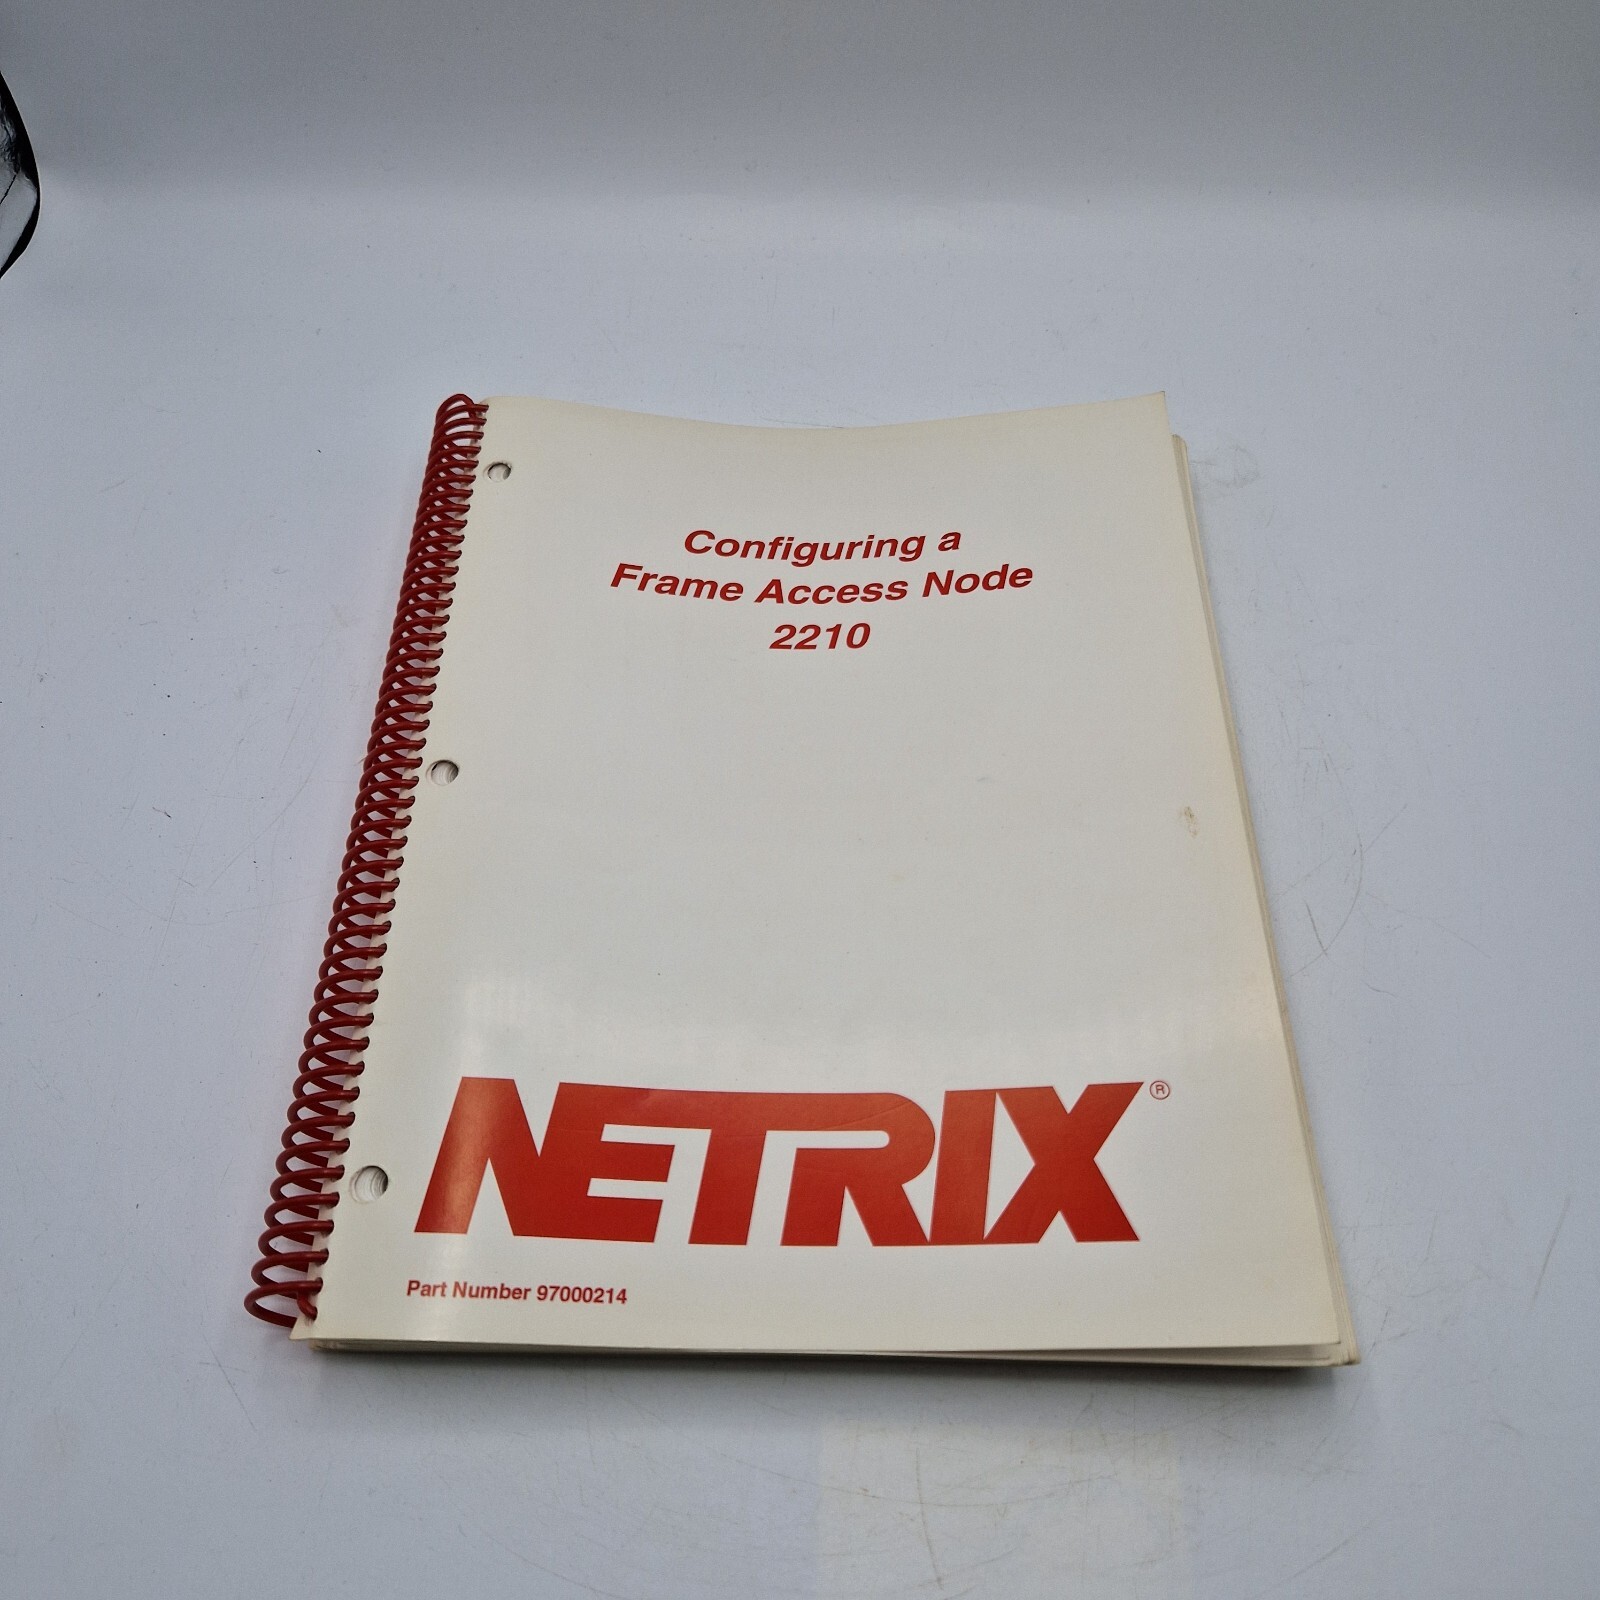 Configuring a
Frame Access Node
2210
NETRIX®
Part Number 97000214